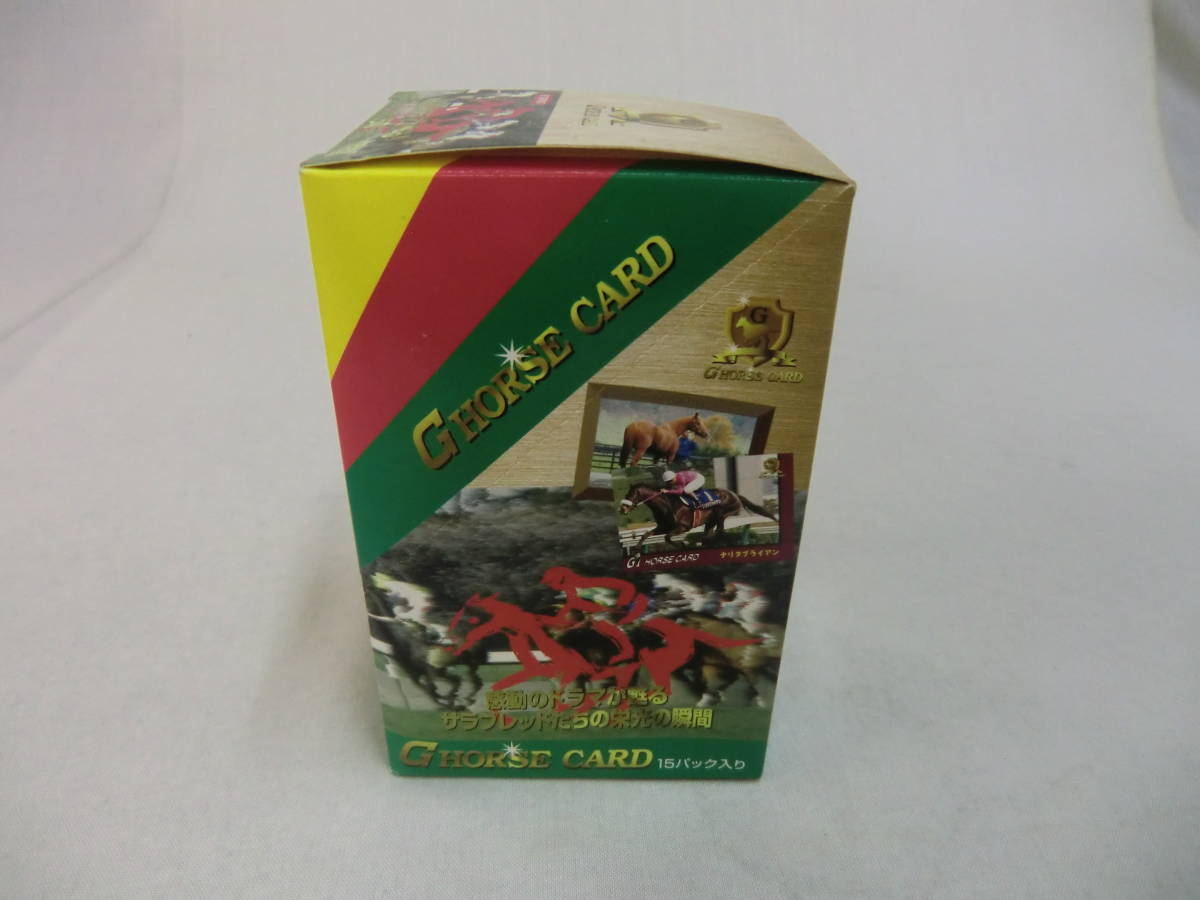 G HORSE CARD
G
G HORSE CARD
G1 HORSE CARD ナリタブライアン
感動のドラマが甦る
サラブレッドたちの栄光の瞬間
G HORSE CARD 15パック入り